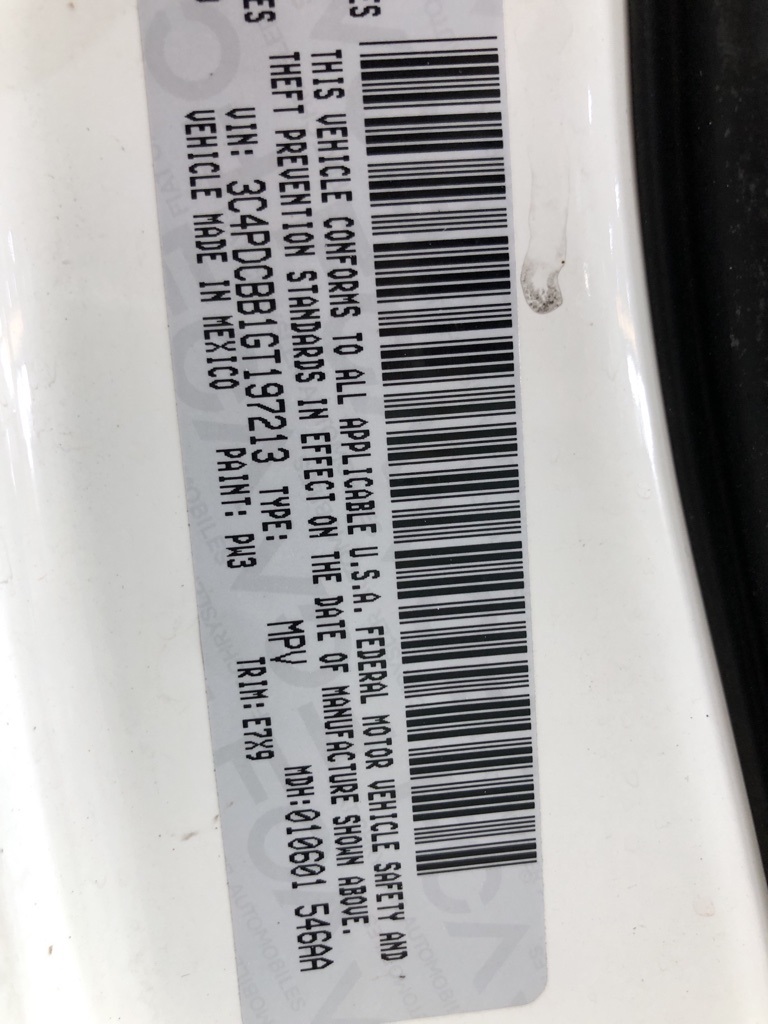 THIS VEHICLE CONFORMS TO ALL APPLICABLE U.S.A. FEDERAL MOTOR VEHICLE SAFETY AND
THEFT PREVENTION STANDARDS IN EFFECT ON THE DATE OF MANUFACTURE SHOWN ABOVE.
VIN: 3C4PDCBB1GT197213 TYPE: MPV MDH:010601 546AA
VEHICLE MADE IN MEXICO PAINT: PW3 TRIM: E7X9